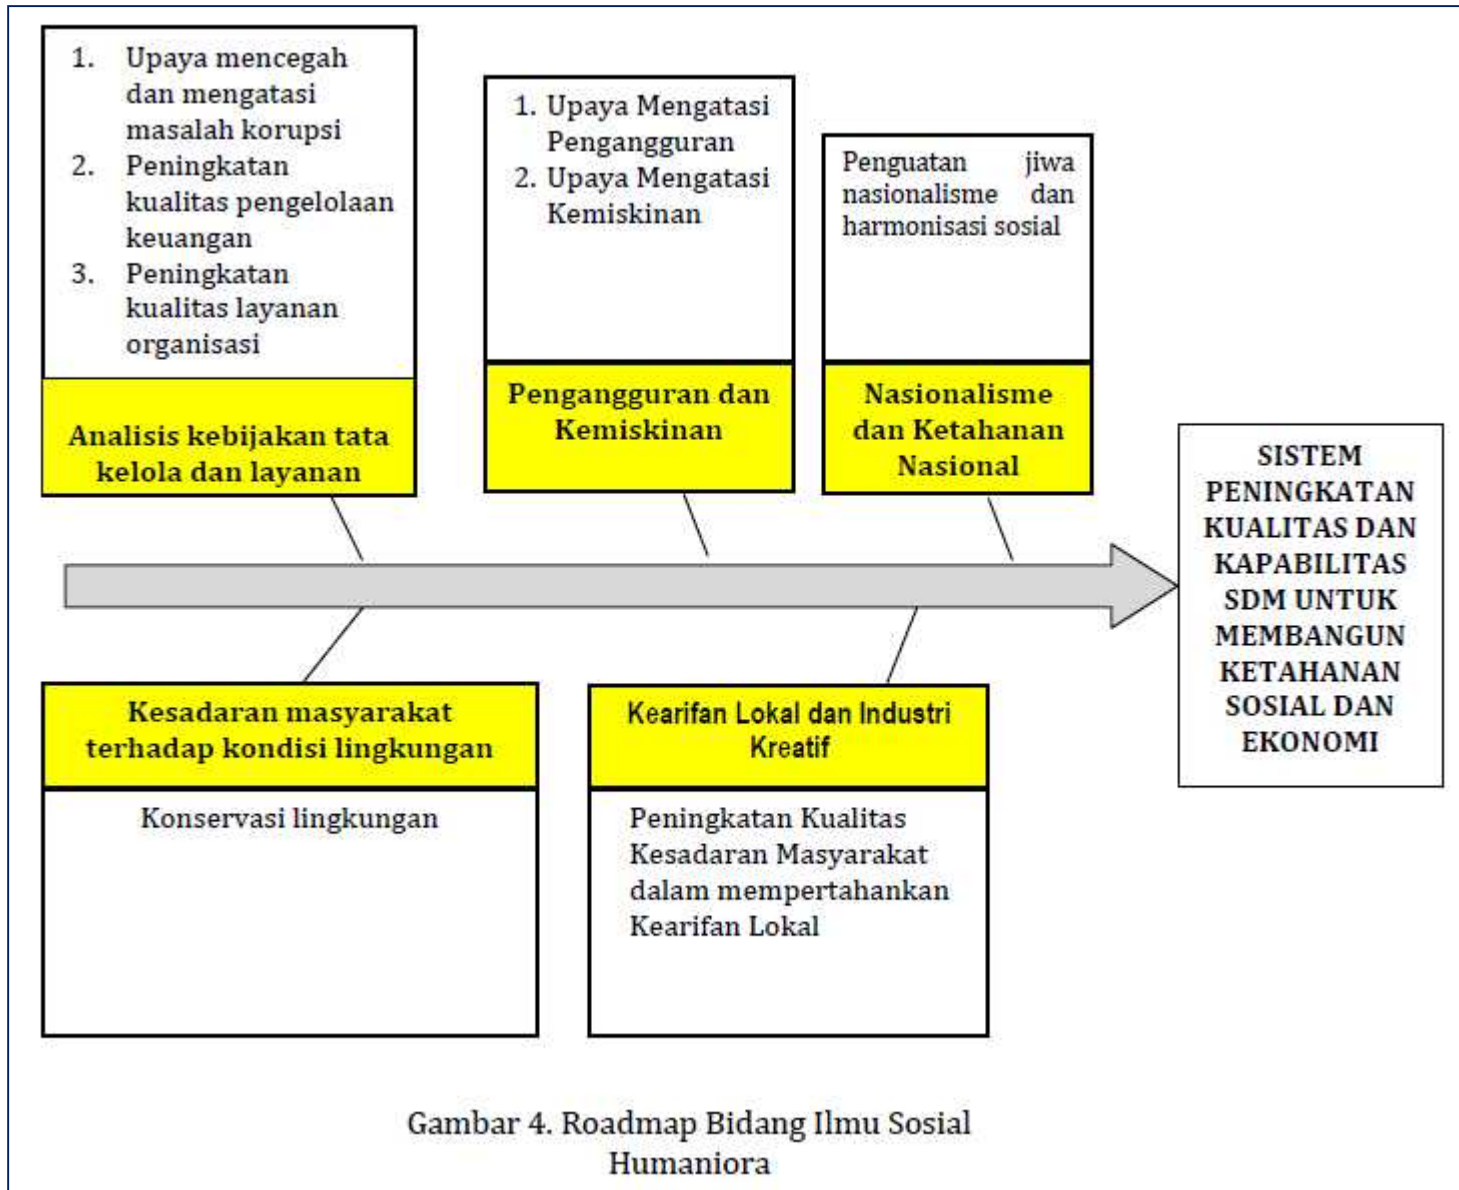 1. Upaya mencegah
dan mengatasi
masalah korupsi
2. Peningkatan
kualitas pengelolaan
keuangan
3. Peningkatan
kualitas layanan
organisasi
Analisis kebijakan tata
kelola dan layanan
1. Upaya Mengatasi
Pengangguran
2. Upaya Mengatasi
Kemiskinan
Pengangguran dan
Kemiskinan
Penguatan jiwa
nasionalisme dan
harmonisasi sosial
Nasionalisme
dan Ketahanan
Nasional
SISTEM
PENINGKATAN
KUALITAS DAN
KAPABILITAS
SDM UNTUK
MEMBANGUN
KETAHANAN
SOSIAL DAN
EKONOMI
Kesadaran masyarakat
terhadap kondisi lingkungan
Konservasi lingkungan
Kearifan Lokal dan Industri
Kreatif
Peningkatan Kualitas
Kesadaran Masyarakat
dalam mempertahankan
Kearifan Lokal
Gambar 4. Roadmap Bidang Ilmu Sosial
Humaniora